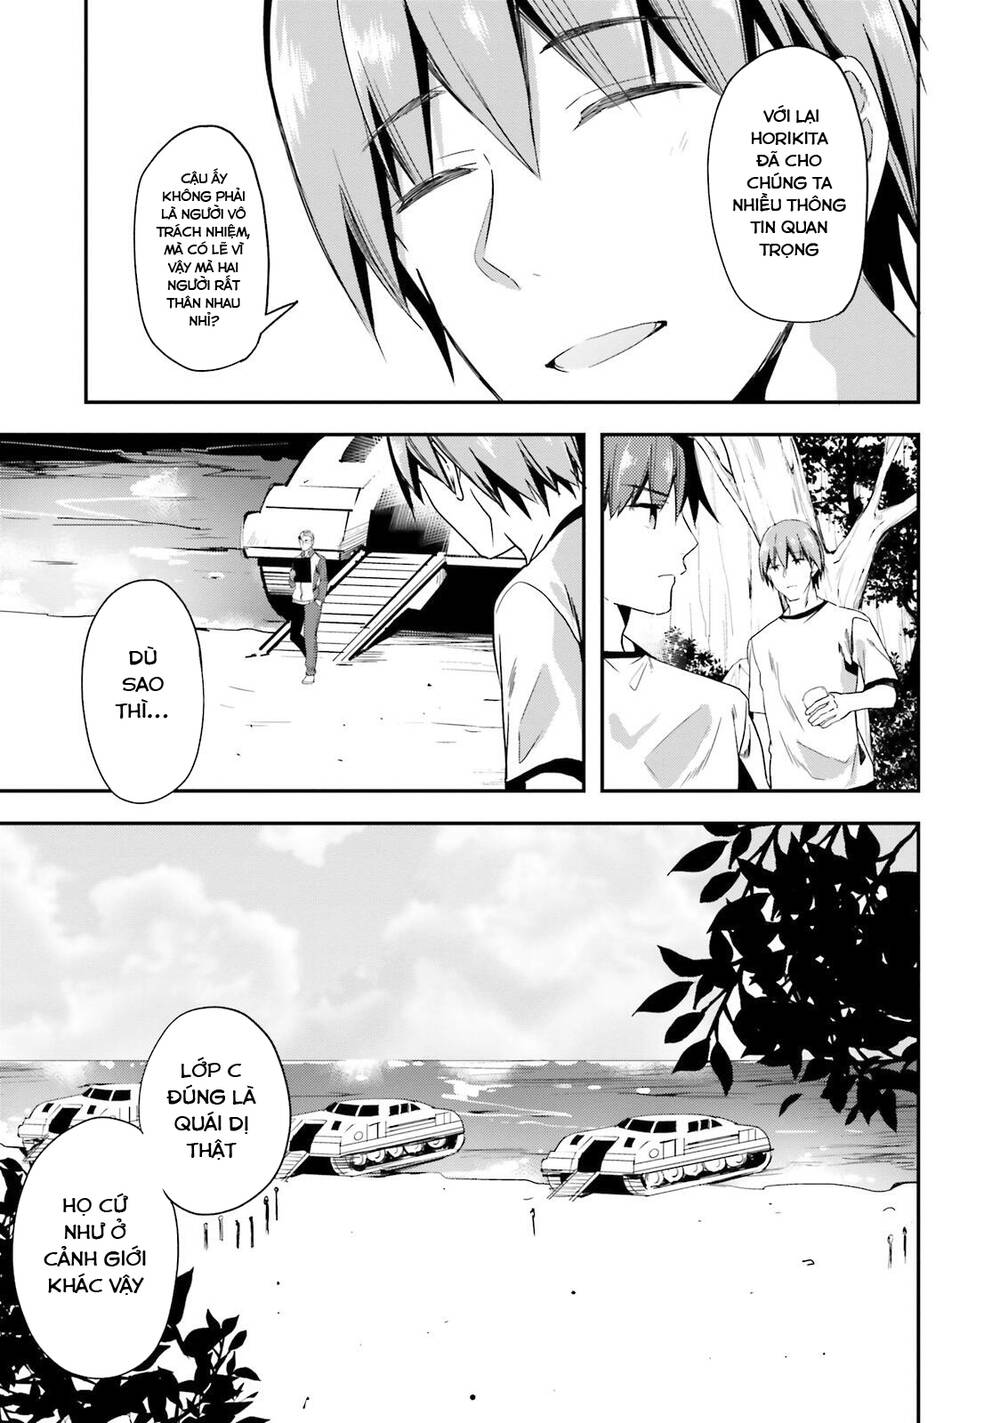 VỚI LẠI
HORIKITA
ĐÃ CHO
CHÚNG TA
NHIỀU THÔNG
TIN QUAN
TRỌNG
CẬU ẤY
KHÔNG PHẢI
LÀ NGƯỜI VÔ
TRÁCH NHIỆM,
MÀ CÓ LẼ VÌ
VẬY MÀ HAI
NGƯỜI RẤT
THÂN NHAU
NHỈ?
DÙ
SAO
THÌ...
LỚP C
ĐÚNG LÀ
QUÁI DỊ
THẬT
HỌ CỨ
NHƯ Ở
CẢNH GIỚI
KHÁC VẬY